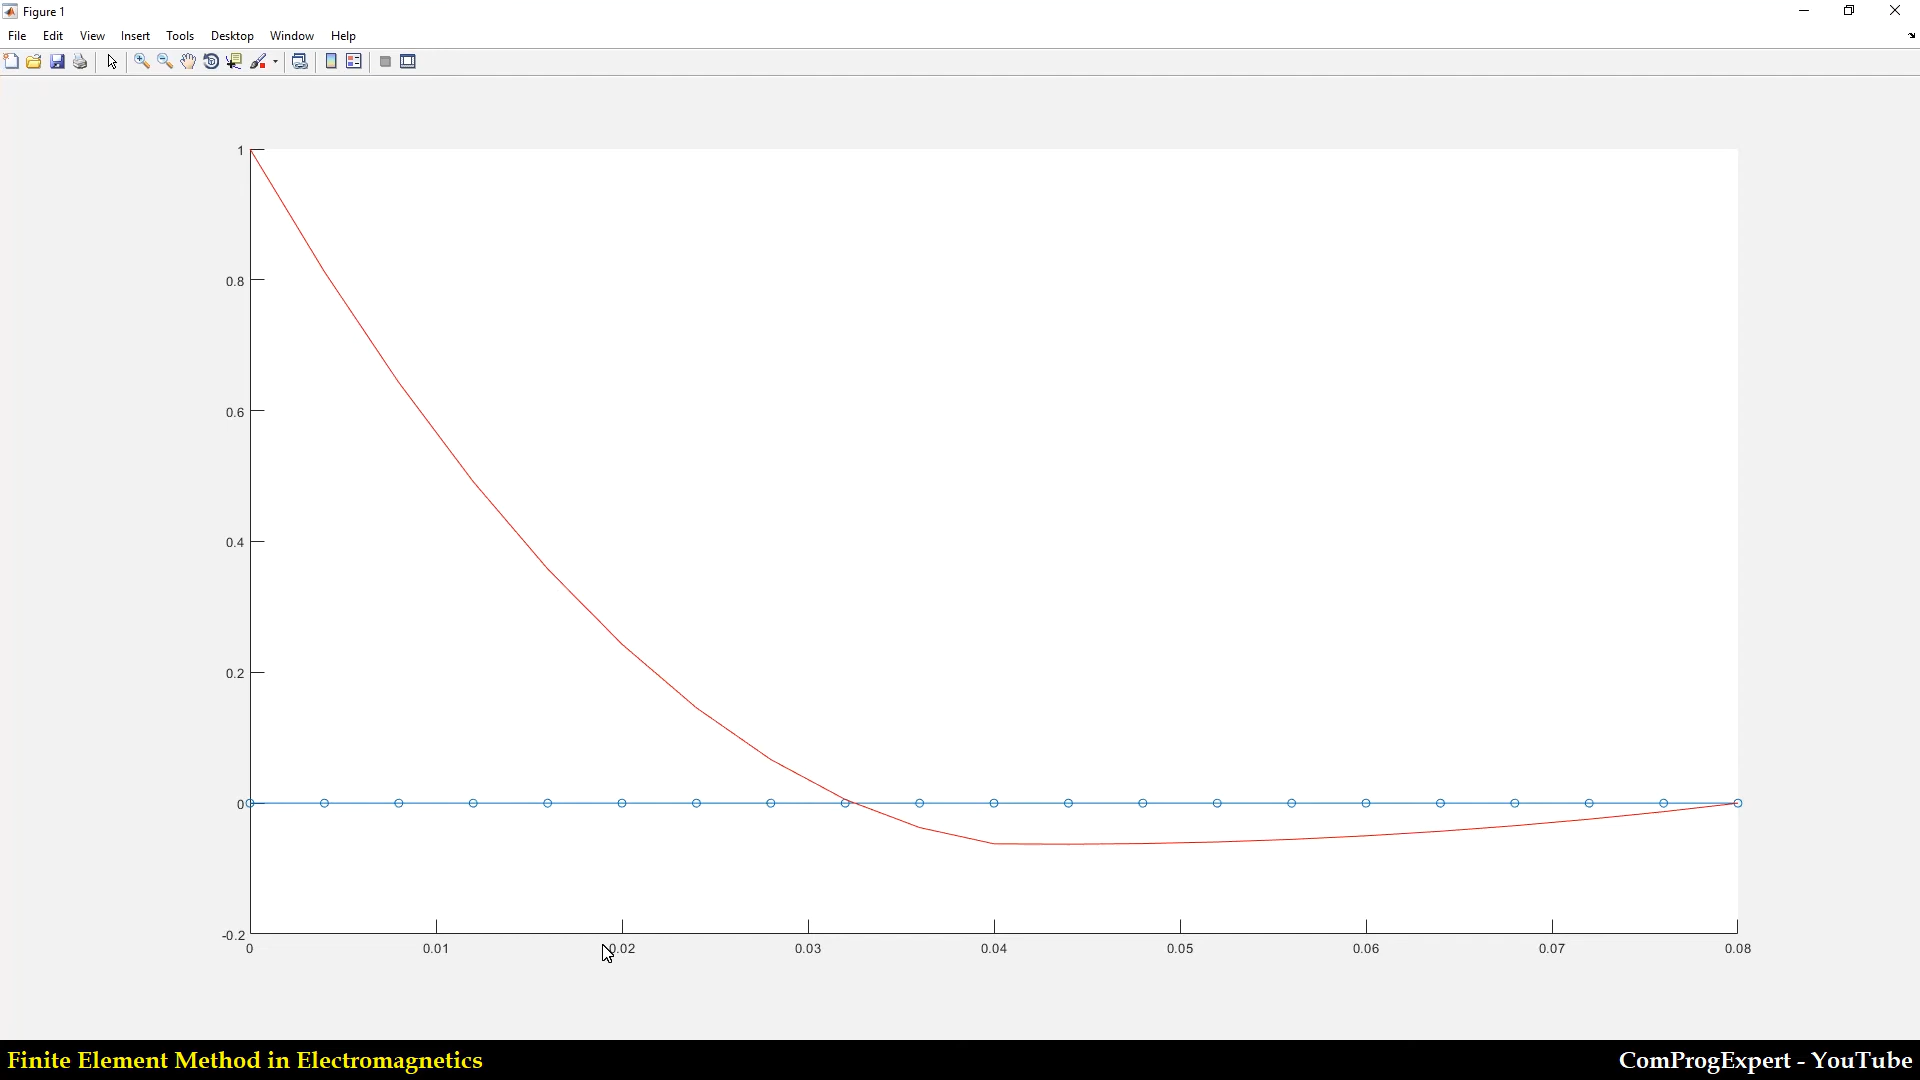 Figure 1
File Edit View Insert Tools Desktop Window Help
1
0.8
0.6
0.4
0.2
0
-0.2
0 0.01 0.02 0.03 0.04 0.05 0.06 0.07 0.08
Finite Element Method in Electromagnetics
ComProgExpert - YouTube